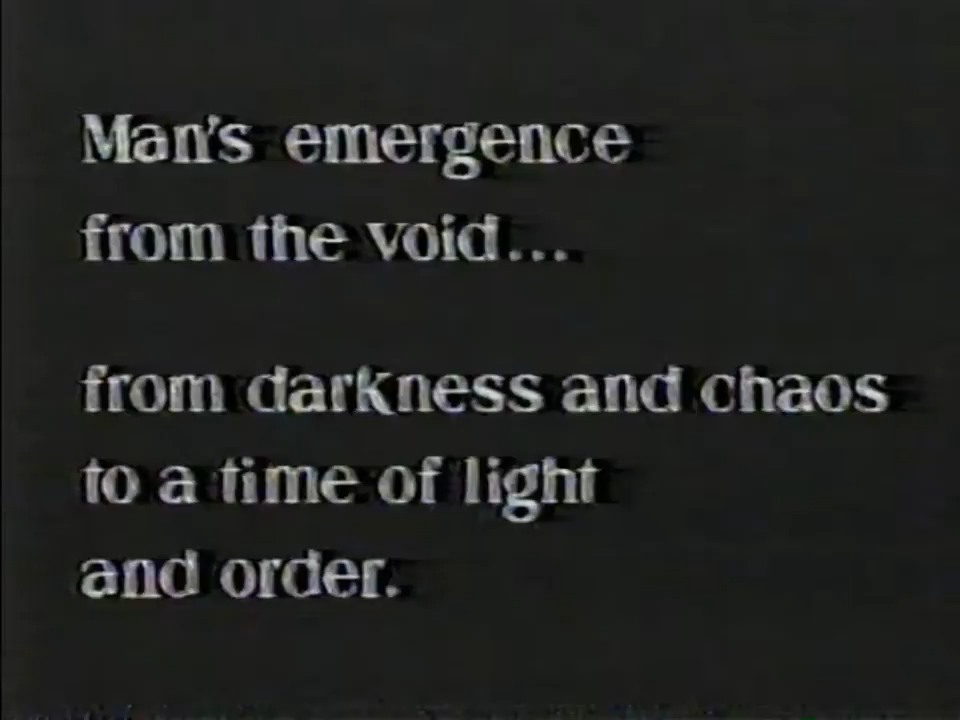 Man's emergence
from the void...
from darkness and chaos
to a time of light
and order.